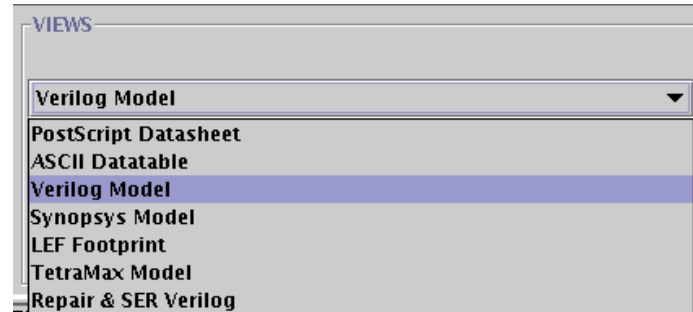 VIEWS
Verilog Model
PostScript Datasheet
ASCII Datatable
Verilog Model
Synopsys Model
LEF Footprint
TetraMax Model
Repair & SER Verilog